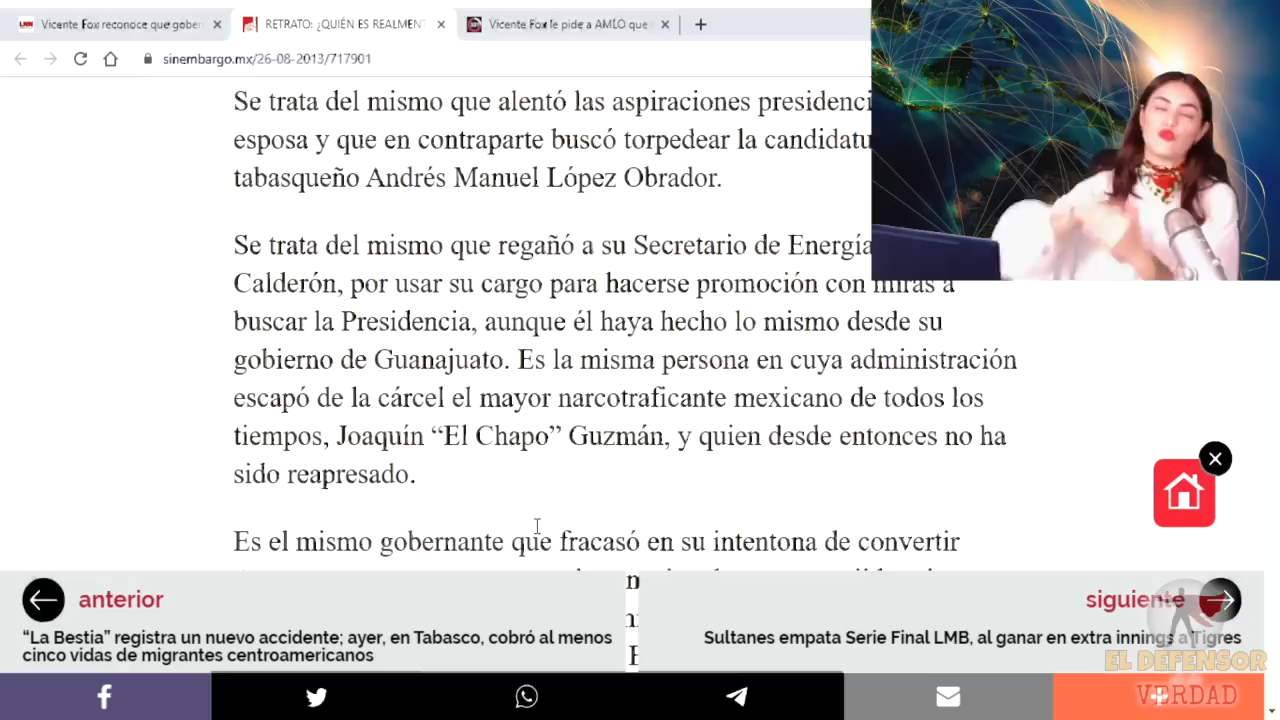 Vicente Fox reconoce que gober
RETRATO: ¿QUIÉN ES REALMENT
Vicente Fox le pide a AMLO que
sinembargo.mx/26-08-2013/717901
Se trata del mismo que alentó las aspiraciones presidenci
esposa y que en contraparte buscó torpedear la candidatu
tabasqueño Andrés Manuel López Obrador.
Se trata del mismo que regañó a su Secretario de Energía
Calderón, por usar su cargo para hacerse promoción con miras a
buscar la Presidencia, aunque él haya hecho lo mismo desde su
gobierno de Guanajuato. Es la misma persona en cuya administración
escapó de la cárcel el mayor narcotraficante mexicano de todos los
tiempos, Joaquín “El Chapo” Guzmán, y quien desde entonces no ha
sido reapresado.
Es el mismo gobernante que fracasó en su intentona de convertir
anterior
“La Bestia” registra un nuevo accidente; ayer, en Tabasco, cobró al menos
cinco vidas de migrantes centroamericanos
siguiente
Sultanes empata Serie Final LMB, al ganar en extra innings a Tigres
EL DEFENSOR
VERDAD